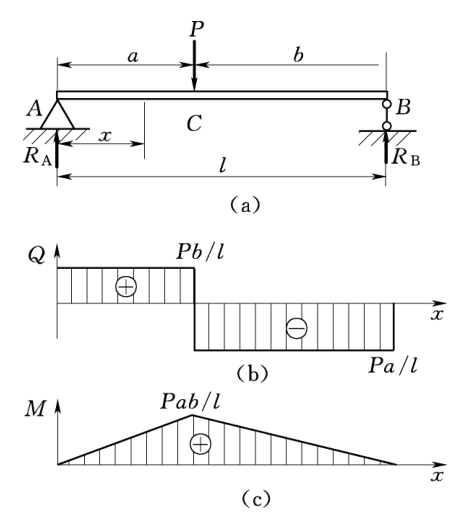 P
a
b
A
B
C
x
R_A
R_B
l
(a)
Q
Pb/l
+
−
x
Pa/l
(b)
M
Pab/l
+
x
(c)